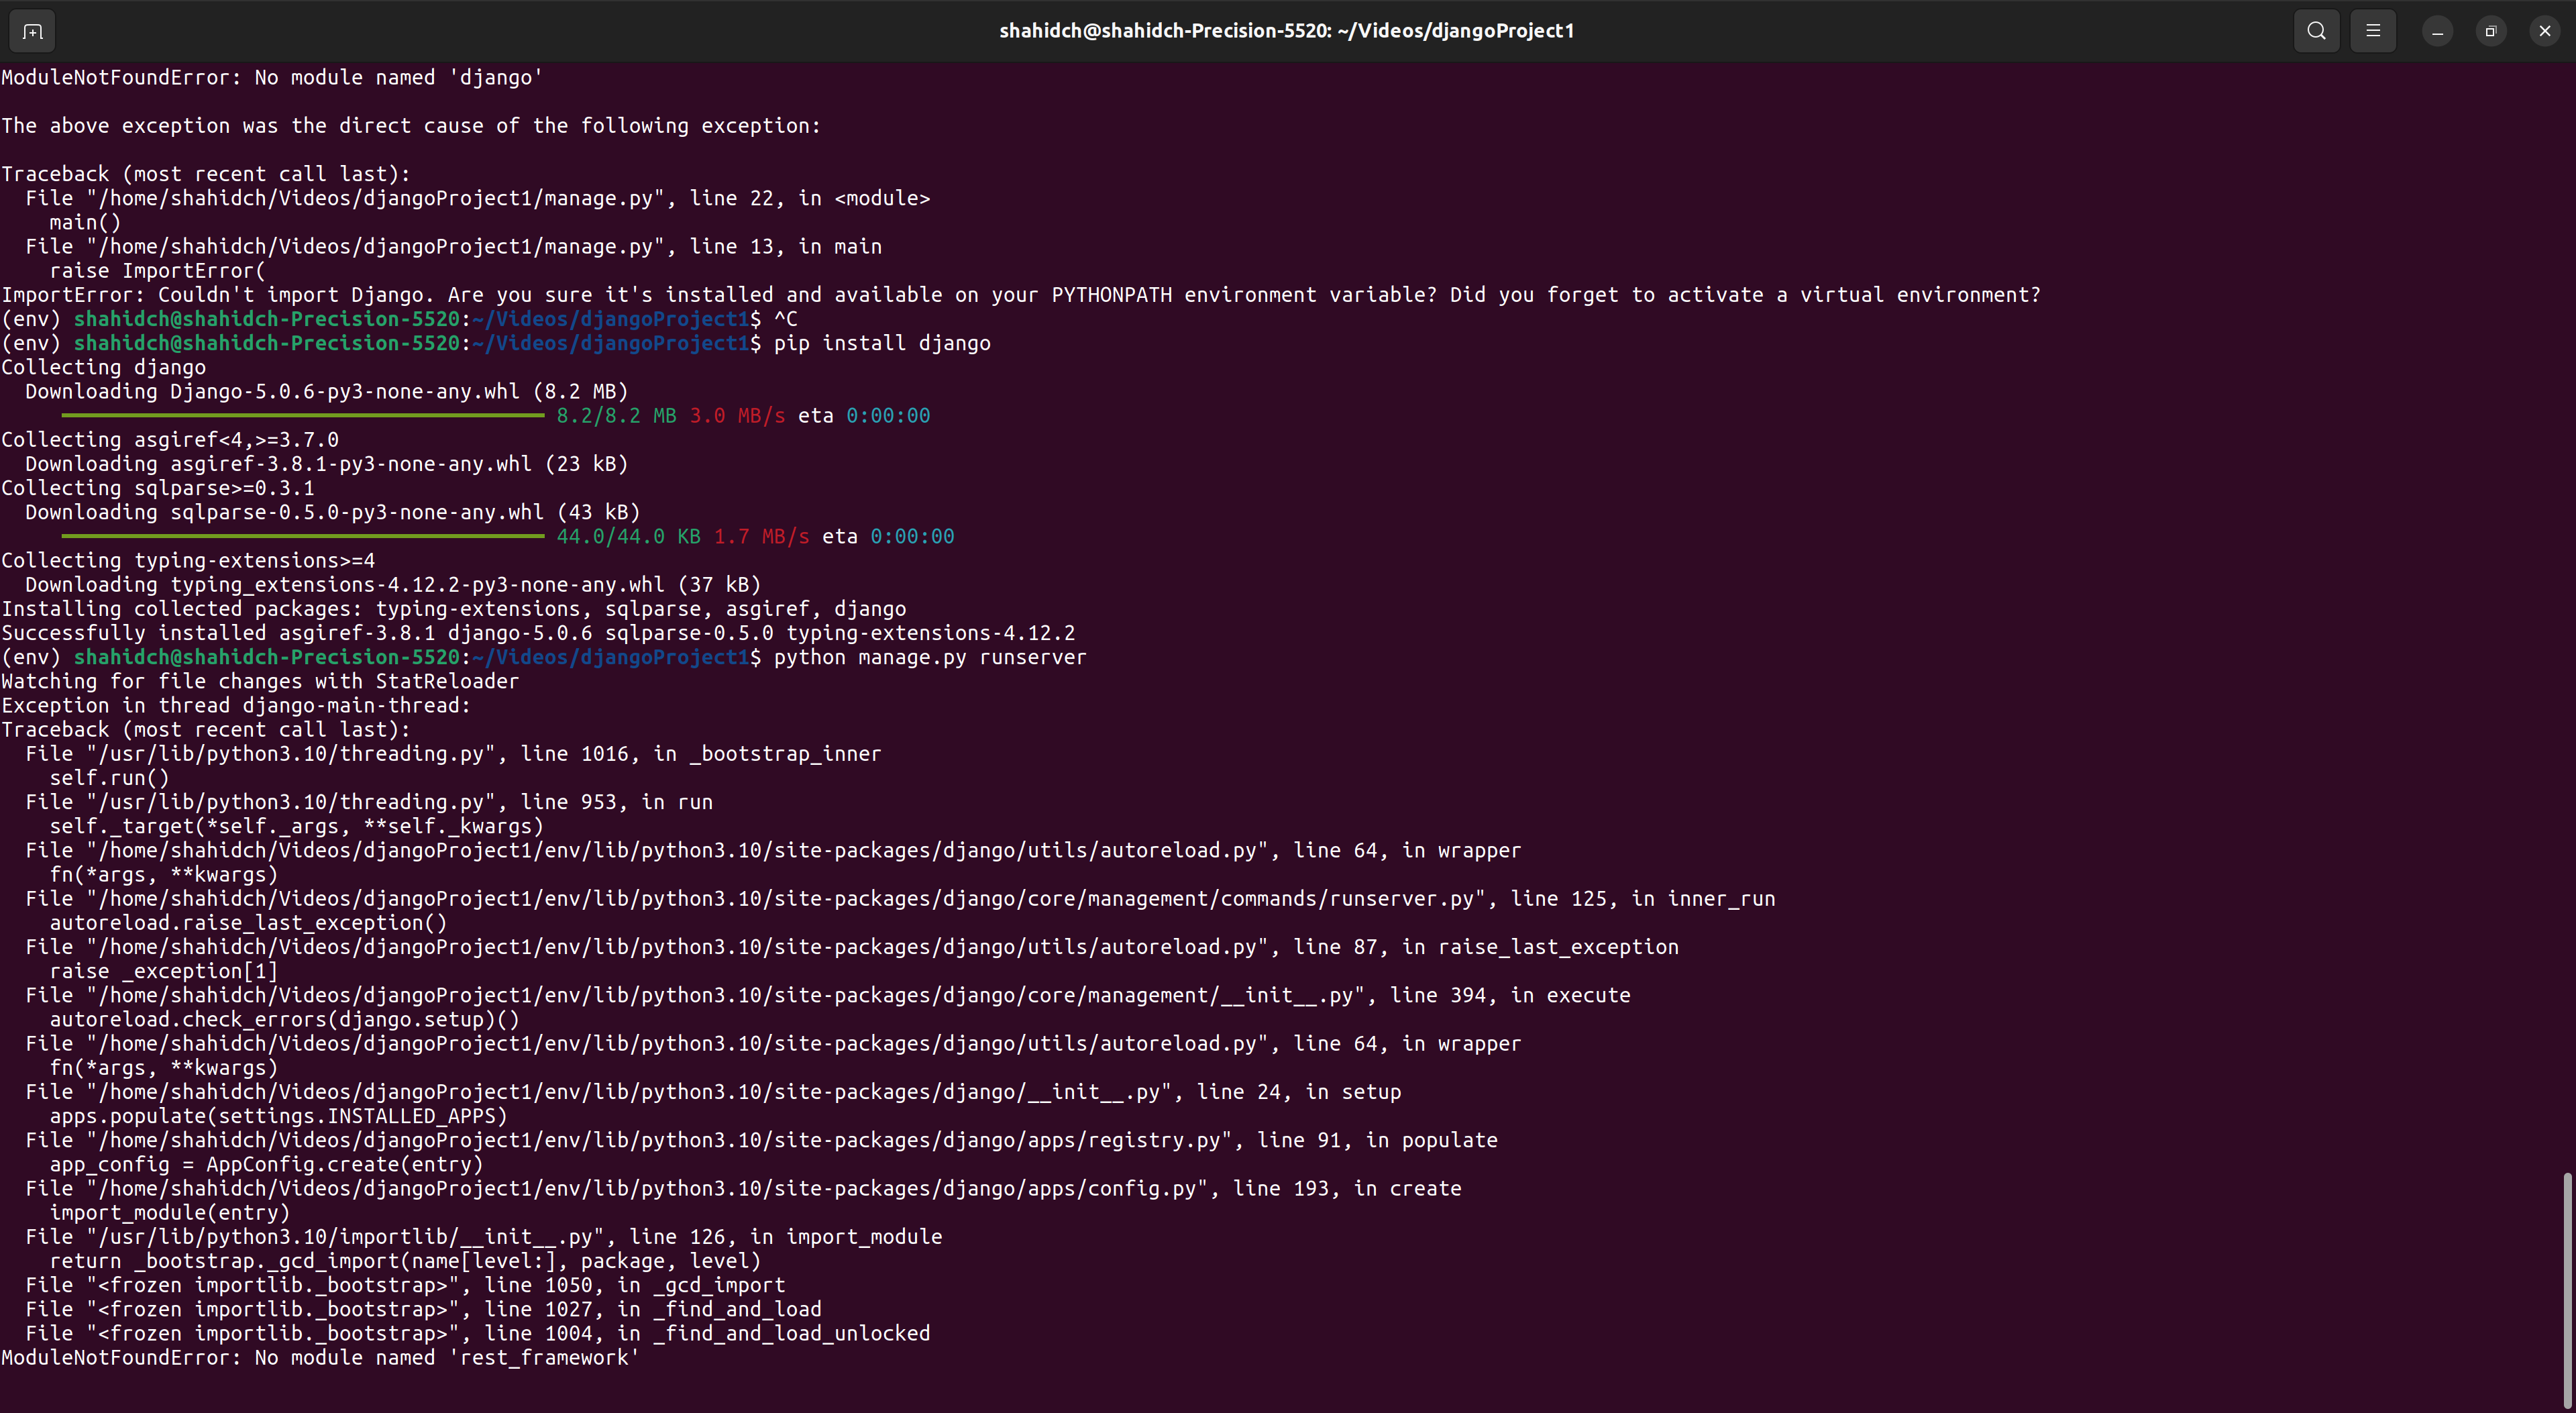 shahidch@shahidch-Precision-5520: ~/Videos/djangoProject1
ModuleNotFoundError: No module named 'django'
The above exception was the direct cause of the following exception:
Traceback (most recent call last):
  File "/home/shahidch/Videos/djangoProject1/manage.py", line 22, in <module>
    main()
  File "/home/shahidch/Videos/djangoProject1/manage.py", line 13, in main
    raise ImportError(
ImportError: Couldn't import Django. Are you sure it's installed and available on your PYTHONPATH environment variable? Did you forget to activate a virtual environment?
(env) shahidch@shahidch-Precision-5520:~/Videos/djangoProject1$ ^C
(env) shahidch@shahidch-Precision-5520:~/Videos/djangoProject1$ pip install django
Collecting django
  Downloading Django-5.0.6-py3-none-any.whl (8.2 MB)
8.2/8.2 MB 3.0 MB/s eta 0:00:00
Collecting asgiref<4,>=3.7.0
  Downloading asgiref-3.8.1-py3-none-any.whl (23 kB)
Collecting sqlparse>=0.3.1
  Downloading sqlparse-0.5.0-py3-none-any.whl (43 kB)
44.0/44.0 KB 1.7 MB/s eta 0:00:00
Collecting typing-extensions>=4
  Downloading typing_extensions-4.12.2-py3-none-any.whl (37 kB)
Installing collected packages: typing-extensions, sqlparse, asgiref, django
Successfully installed asgiref-3.8.1 django-5.0.6 sqlparse-0.5.0 typing-extensions-4.12.2
(env) shahidch@shahidch-Precision-5520:~/Videos/djangoProject1$ python manage.py runserver
Watching for file changes with StatReloader
Exception in thread django-main-thread:
Traceback (most recent call last):
  File "/usr/lib/python3.10/threading.py", line 1016, in _bootstrap_inner
    self.run()
  File "/usr/lib/python3.10/threading.py", line 953, in run
    self._target(*self._args, **self._kwargs)
  File "/home/shahidch/Videos/djangoProject1/env/lib/python3.10/site-packages/django/utils/autoreload.py", line 64, in wrapper
    fn(*args, **kwargs)
  File "/home/shahidch/Videos/djangoProject1/env/lib/python3.10/site-packages/django/core/management/commands/runserver.py", line 125, in inner_run
    autoreload.raise_last_exception()
  File "/home/shahidch/Videos/djangoProject1/env/lib/python3.10/site-packages/django/utils/autoreload.py", line 87, in raise_last_exception
    raise _exception[1]
  File "/home/shahidch/Videos/djangoProject1/env/lib/python3.10/site-packages/django/core/management/__init__.py", line 394, in execute
    autoreload.check_errors(django.setup)()
  File "/home/shahidch/Videos/djangoProject1/env/lib/python3.10/site-packages/django/utils/autoreload.py", line 64, in wrapper
    fn(*args, **kwargs)
  File "/home/shahidch/Videos/djangoProject1/env/lib/python3.10/site-packages/django/__init__.py", line 24, in setup
    apps.populate(settings.INSTALLED_APPS)
  File "/home/shahidch/Videos/djangoProject1/env/lib/python3.10/site-packages/django/apps/registry.py", line 91, in populate
    app_config = AppConfig.create(entry)
  File "/home/shahidch/Videos/djangoProject1/env/lib/python3.10/site-packages/django/apps/config.py", line 193, in create
    import_module(entry)
  File "/usr/lib/python3.10/importlib/__init__.py", line 126, in import_module
    return _bootstrap._gcd_import(name[level:], package, level)
  File "<frozen importlib._bootstrap>", line 1050, in _gcd_import
  File "<frozen importlib._bootstrap>", line 1027, in _find_and_load
  File "<frozen importlib._bootstrap>", line 1004, in _find_and_load_unlocked
ModuleNotFoundError: No module named 'rest_framework'